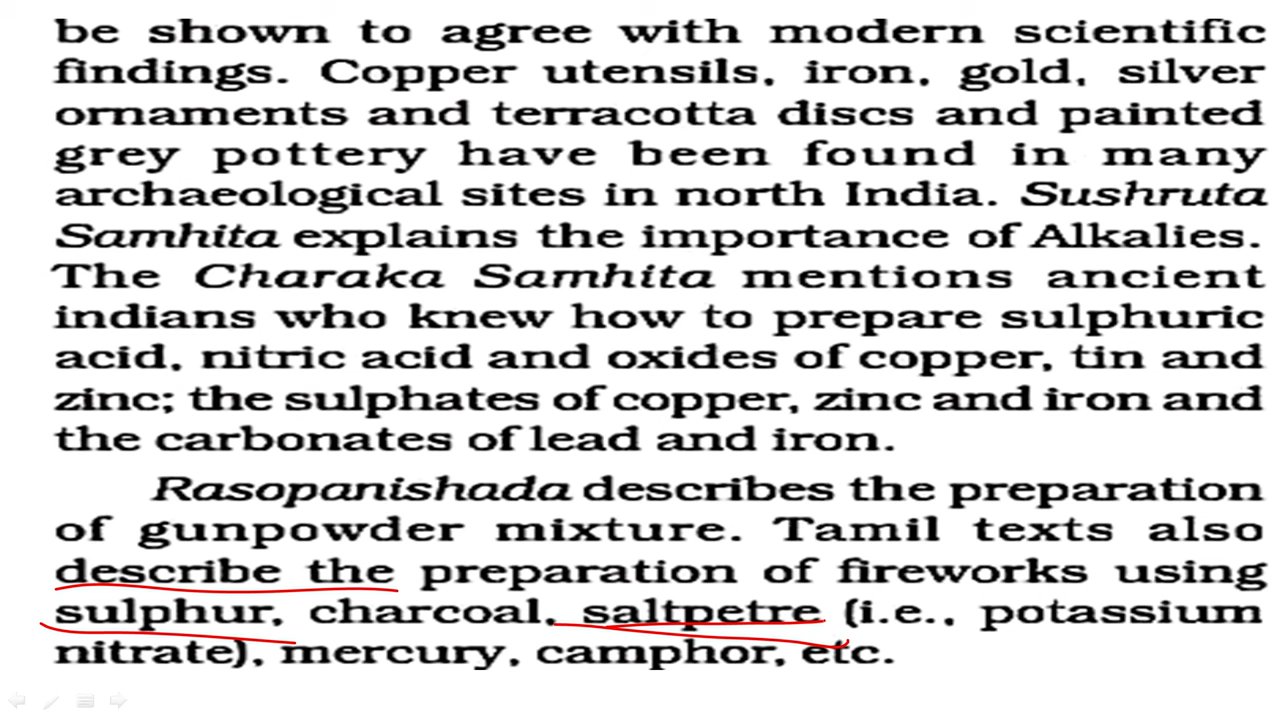 be shown to agree with modern scientific
findings. Copper utensils, iron, gold, silver
ornaments and terracotta discs and painted
grey pottery have been found in many
archaeological sites in north India. Sushruta
Samhita explains the importance of Alkalies.
The Charaka Samhita mentions ancient
indians who knew how to prepare sulphuric
acid, nitric acid and oxides of copper, tin and
zinc; the sulphates of copper, zinc and iron and
the carbonates of lead and iron.
Rasopanishada describes the preparation
of gunpowder mixture. Tamil texts also
describe the preparation of fireworks using
sulphur, charcoal, saltpetre (i.e., potassium
nitrate), mercury, camphor, etc.